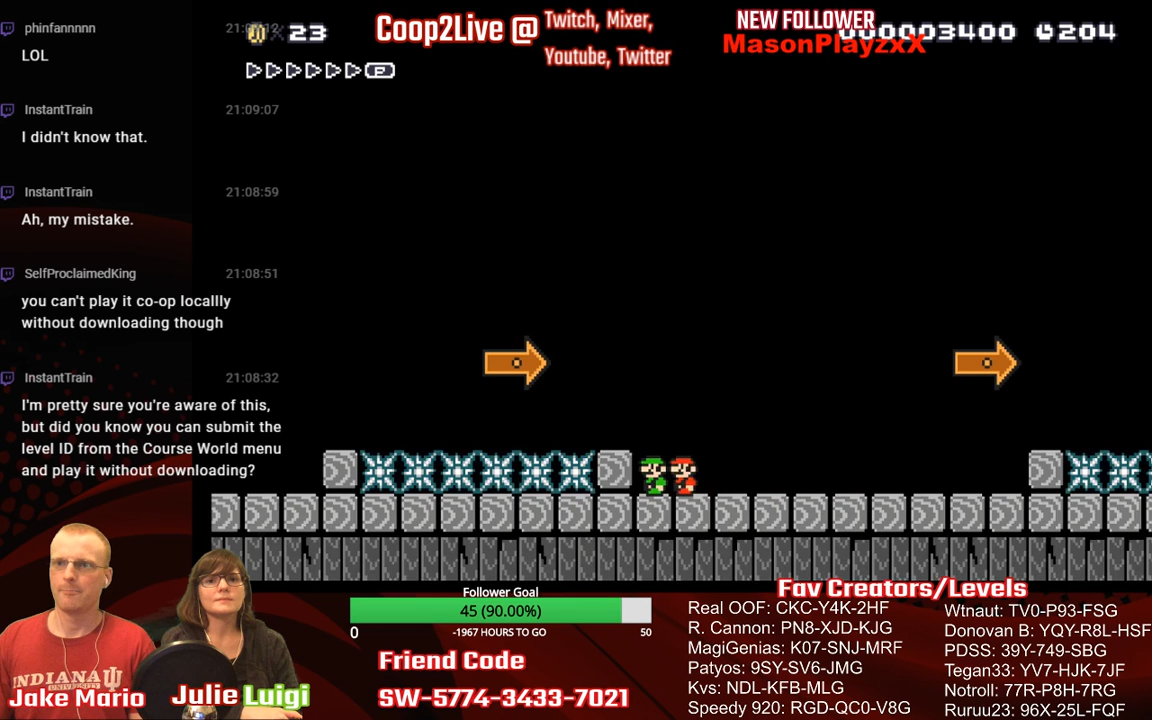 phinfannnnn
LOL
InstantTrain 21:09:07
I didn't know that.
InstantTrain 21:08:59
Ah, my mistake.
SelfProclaimedKing 21:08:51
you can't play it co-op locallly
without downloading though
InstantTrain 21:08:32
I'm pretty sure you're aware of this,
but did you know you can submit the
level ID from the Course World menu
and play it without downloading?
23
P
Coop2Live @
Twitch, Mixer,
Youtube, Twitter
NEW FOLLOWER
MasonPlayzxX
000003400 204
INDIANA
Jake Mario
Julie Luigi
Follower Goal
45 (90.00%)
0 -1967 HOURS TO GO 50
Friend Code
SW-5774-3433-7021
Fav Creators/Levels
Real OOF: CKC-Y4K-2HF
R. Cannon: PN8-XJD-KJG
MagiGenias: K07-SNJ-MRF
Patyos: 9SY-SV6-JMG
Kvs: NDL-KFB-MLG
Speedy 920: RGD-QC0-V8G
Wtnaut: TV0-P93-FSG
Donovan B: YQY-R8L-HSF
PDSS: 39Y-749-SBG
Tegan33: YV7-HJK-7JF
Notroll: 77R-P8H-7RG
Ruruu23: 96X-25L-FQF